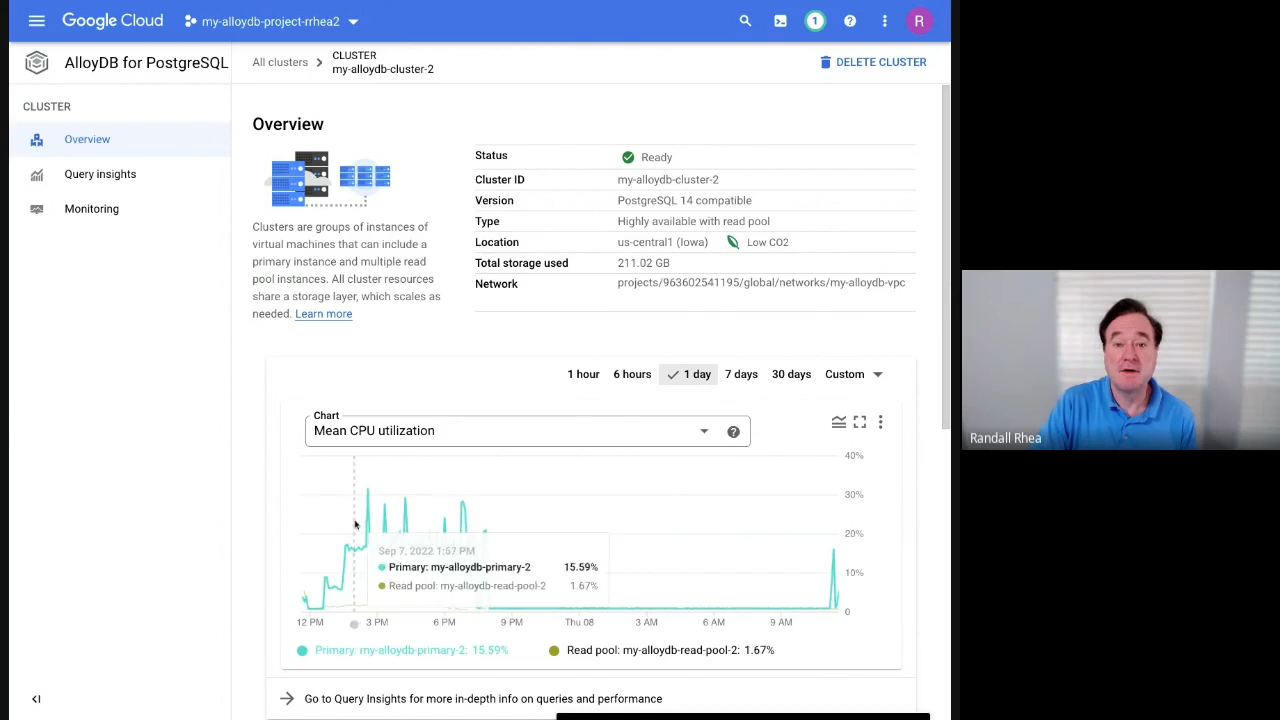 Google Cloud
my-alloydb-project-rrhea2
1
R
AlloyDB for PostgreSQL
All clusters
CLUSTER
my-alloydb-cluster-2
DELETE CLUSTER
CLUSTER
Overview
Query insights
Monitoring
Overview
Clusters are groups of instances of
virtual machines that can include a
primary instance and multiple read
pool instances. All cluster resources
share a storage layer, which scales as
needed. Learn more
Status Ready
Cluster ID my-alloydb-cluster-2
Version PostgreSQL 14 compatible
Type Highly available with read pool
Location us-central1 (Iowa) Low CO2
Total storage used 211.02 GB
Network projects/963602541195/global/networks/my-alloydb-vpc
1 hour 6 hours 1 day 7 days 30 days Custom
Chart
Mean CPU utilization
40%
30%
20%
10%
0
Sep 7, 2022 1:57 PM
Primary: my-alloydb-primary-2 15.59%
Read pool: my-alloydb-read-pool-2 1.67%
12 PM 3 PM 6 PM 9 PM Thu 08 3 AM 6 AM 9 AM
Primary: my-alloydb-primary-2: 15.59% Read pool: my-alloydb-read-pool-2: 1.67%
Go to Query Insights for more in-depth info on queries and performance
Randall Rhea